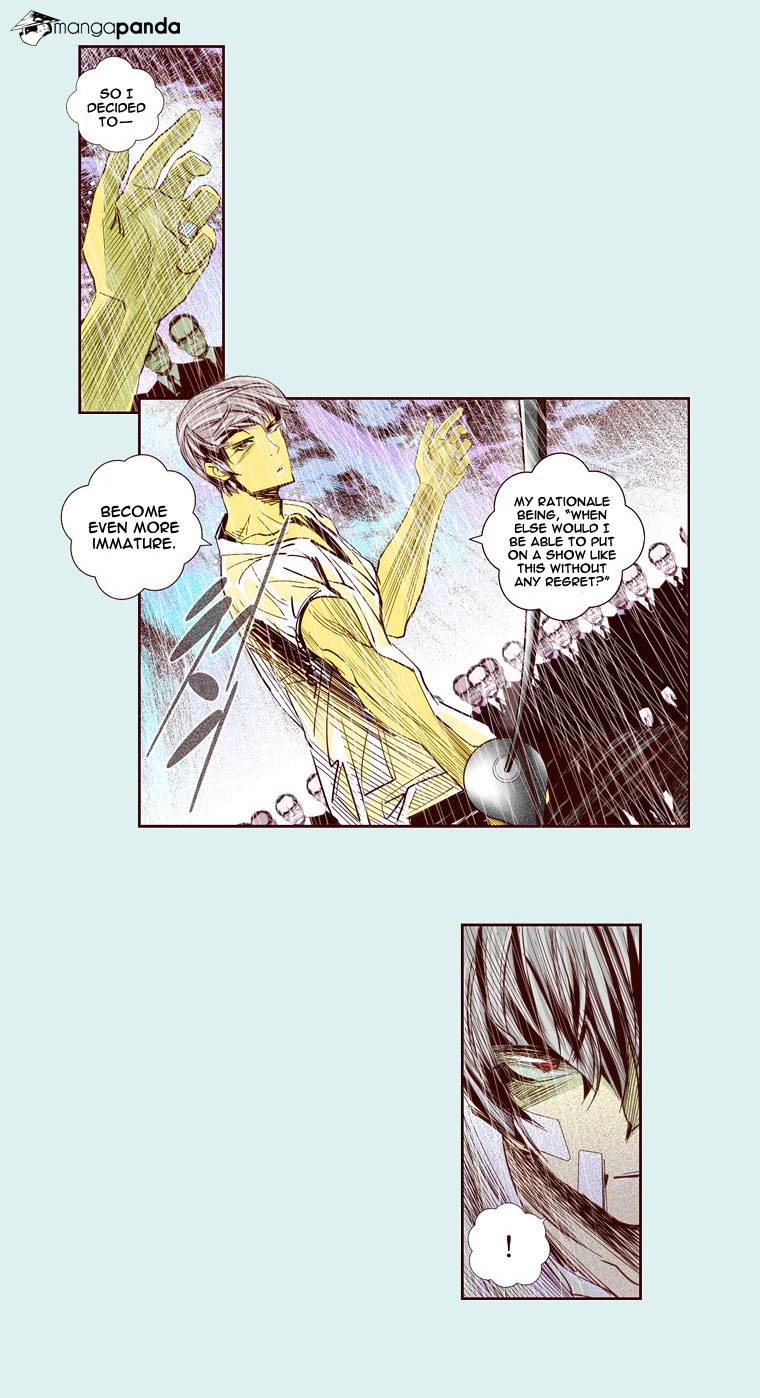 mangapanda
SO I
DECIDED
TO—
BECOME
EVEN MORE
IMMATURE.
MY RATIONALE
BEING, “WHEN
ELSE WOULD I
BE ABLE TO PUT
ON A SHOW LIKE
THIS WITHOUT
ANY REGRET?”
!